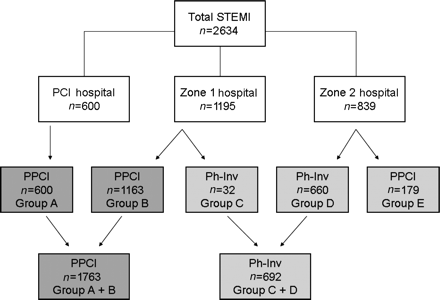 Total STEMI
n=2634
PCI hospital
n=600
Zone 1 hospital
n=1195
Zone 2 hospital
n=839
PPCI
n=600
Group A
PPCI
n=1163
Group B
Ph-Inv
n=32
Group C
Ph-Inv
n=660
Group D
PPCI
n=179
Group E
PPCI
n=1763
Group A + B
Ph-Inv
n=692
Group C + D